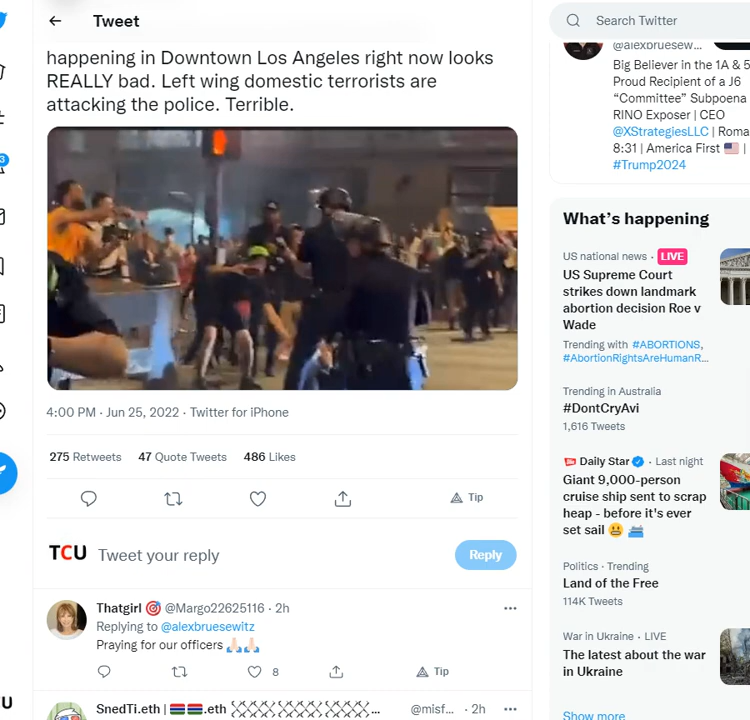 Tweet
Search Twitter
happening in Downtown Los Angeles right now looks
REALLY bad. Left wing domestic terrorists are
attacking the police. Terrible.
4:00 PM · Jun 25, 2022 · Twitter for iPhone
275 Retweets 47 Quote Tweets 486 Likes
Tip
TCU Tweet your reply
Reply
Thatgirl 🎯 @Margo22625116 · 2h
Replying to @alexbruesewitz
Praying for our officers 🙏🏻🙏🏻
8
Tip
SnedTi.eth | 🇬🇲🇬🇲.eth ... @misf... · 2h
@alexbruesew...
Big Believer in the 1A & 5
Proud Recipient of a J6
“Committee” Subpoena
RINO Exposer | CEO
@XStrategiesLLC | Roma
8:31 | America First 🇺🇸 |
#Trump2024
What’s happening
US national news · LIVE
US Supreme Court
strikes down landmark
abortion decision Roe v
Wade
Trending with #ABORTIONS,
#AbortionRightsAreHumanR...
Trending in Australia
#DontCryAvi
1,616 Tweets
Daily Star · Last night
Giant 9,000-person
cruise ship sent to scrap
heap - before it's ever
set sail 😬 🚢
Politics · Trending
Land of the Free
114K Tweets
War in Ukraine · LIVE
The latest about the war
in Ukraine
Show more
3